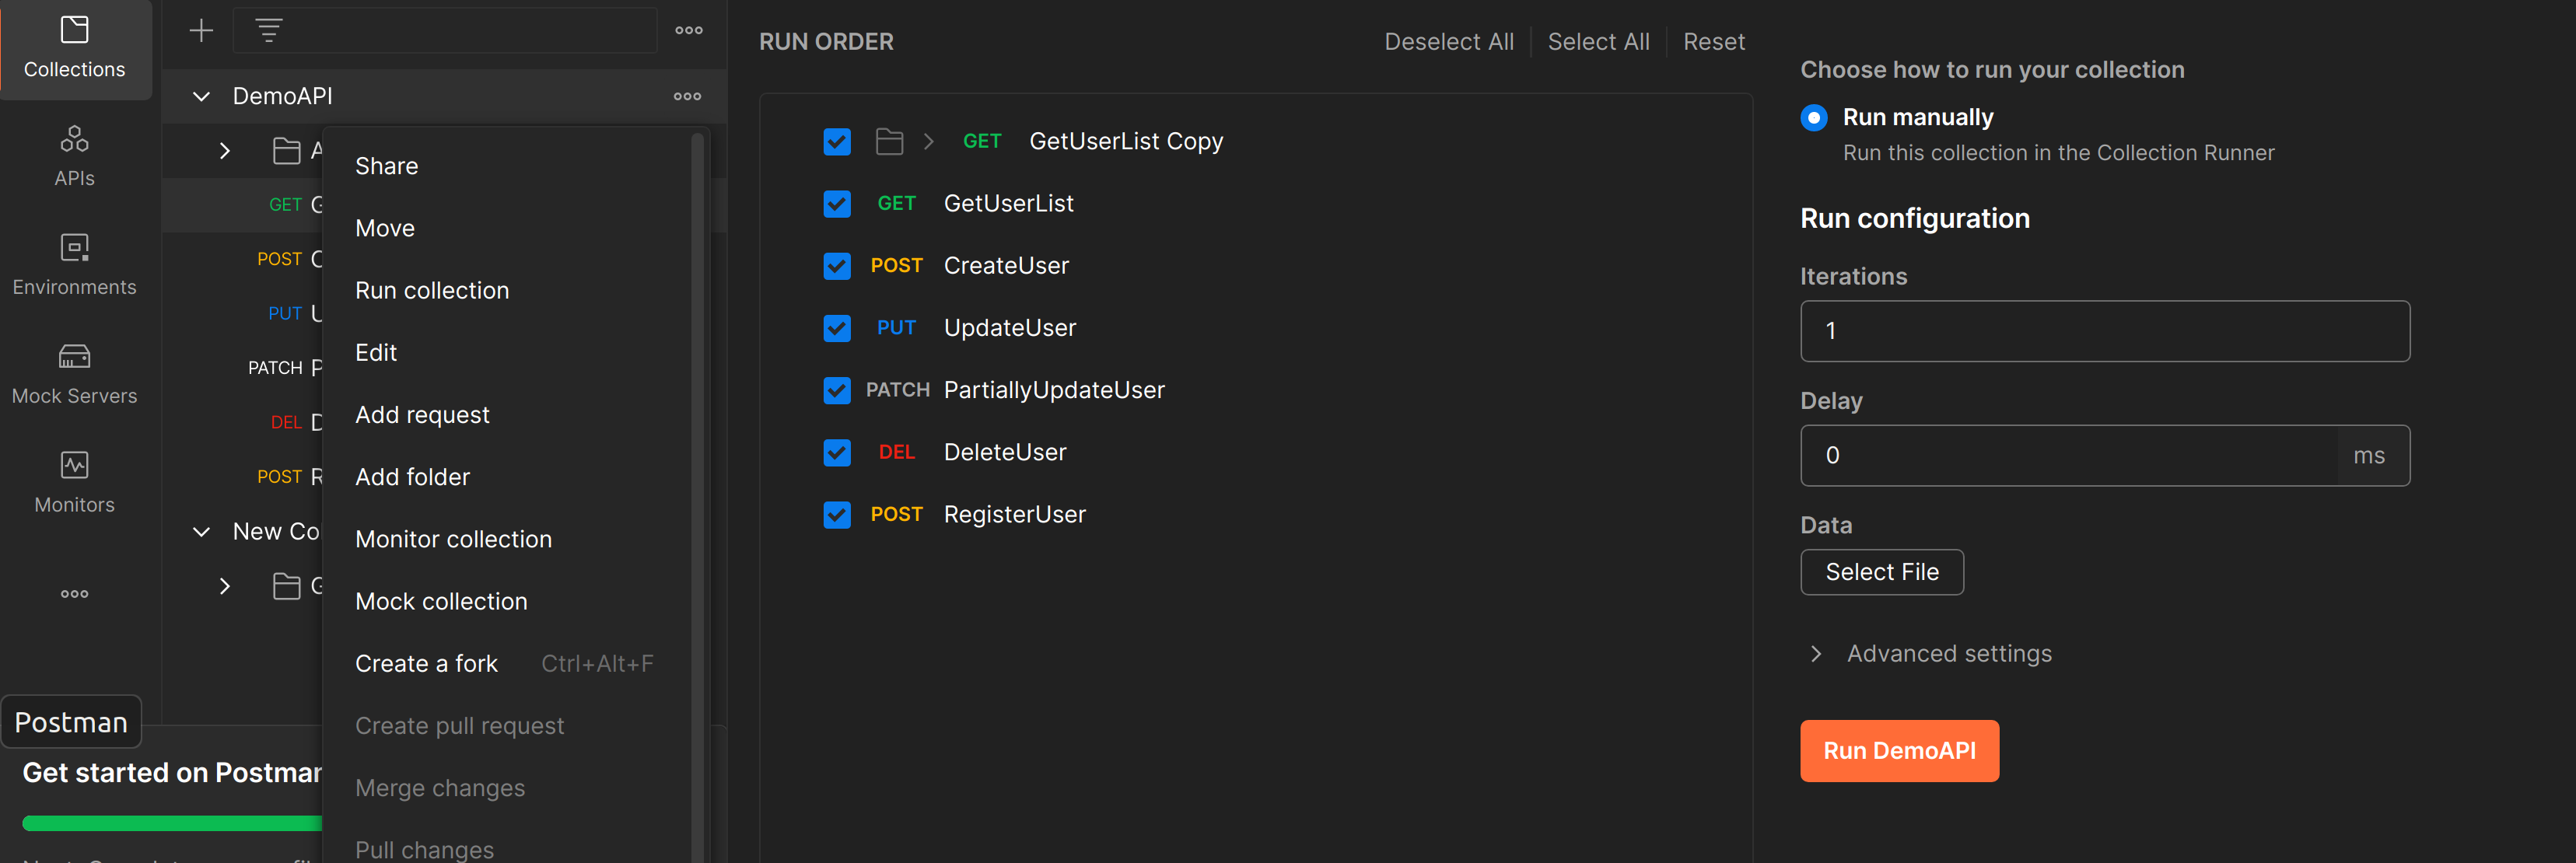 Collections
APIs
Environments
Mock Servers
Monitors
Postman
DemoAPI
GET
POST
PUT
PATCH
DEL
POST
New Co
Get started on Postman
Share
Move
Run collection
Edit
Add request
Add folder
Monitor collection
Mock collection
Create a fork Ctrl+Alt+F
Create pull request
Merge changes
Pull changes
RUN ORDER Deselect All Select All Reset
GET GetUserList Copy
GET GetUserList
POST CreateUser
PUT UpdateUser
PATCH PartiallyUpdateUser
DEL DeleteUser
POST RegisterUser
Choose how to run your collection
Run manually
Run this collection in the Collection Runner
Run configuration
Iterations
1
Delay
0 ms
Data
Select File
Advanced settings
Run DemoAPI